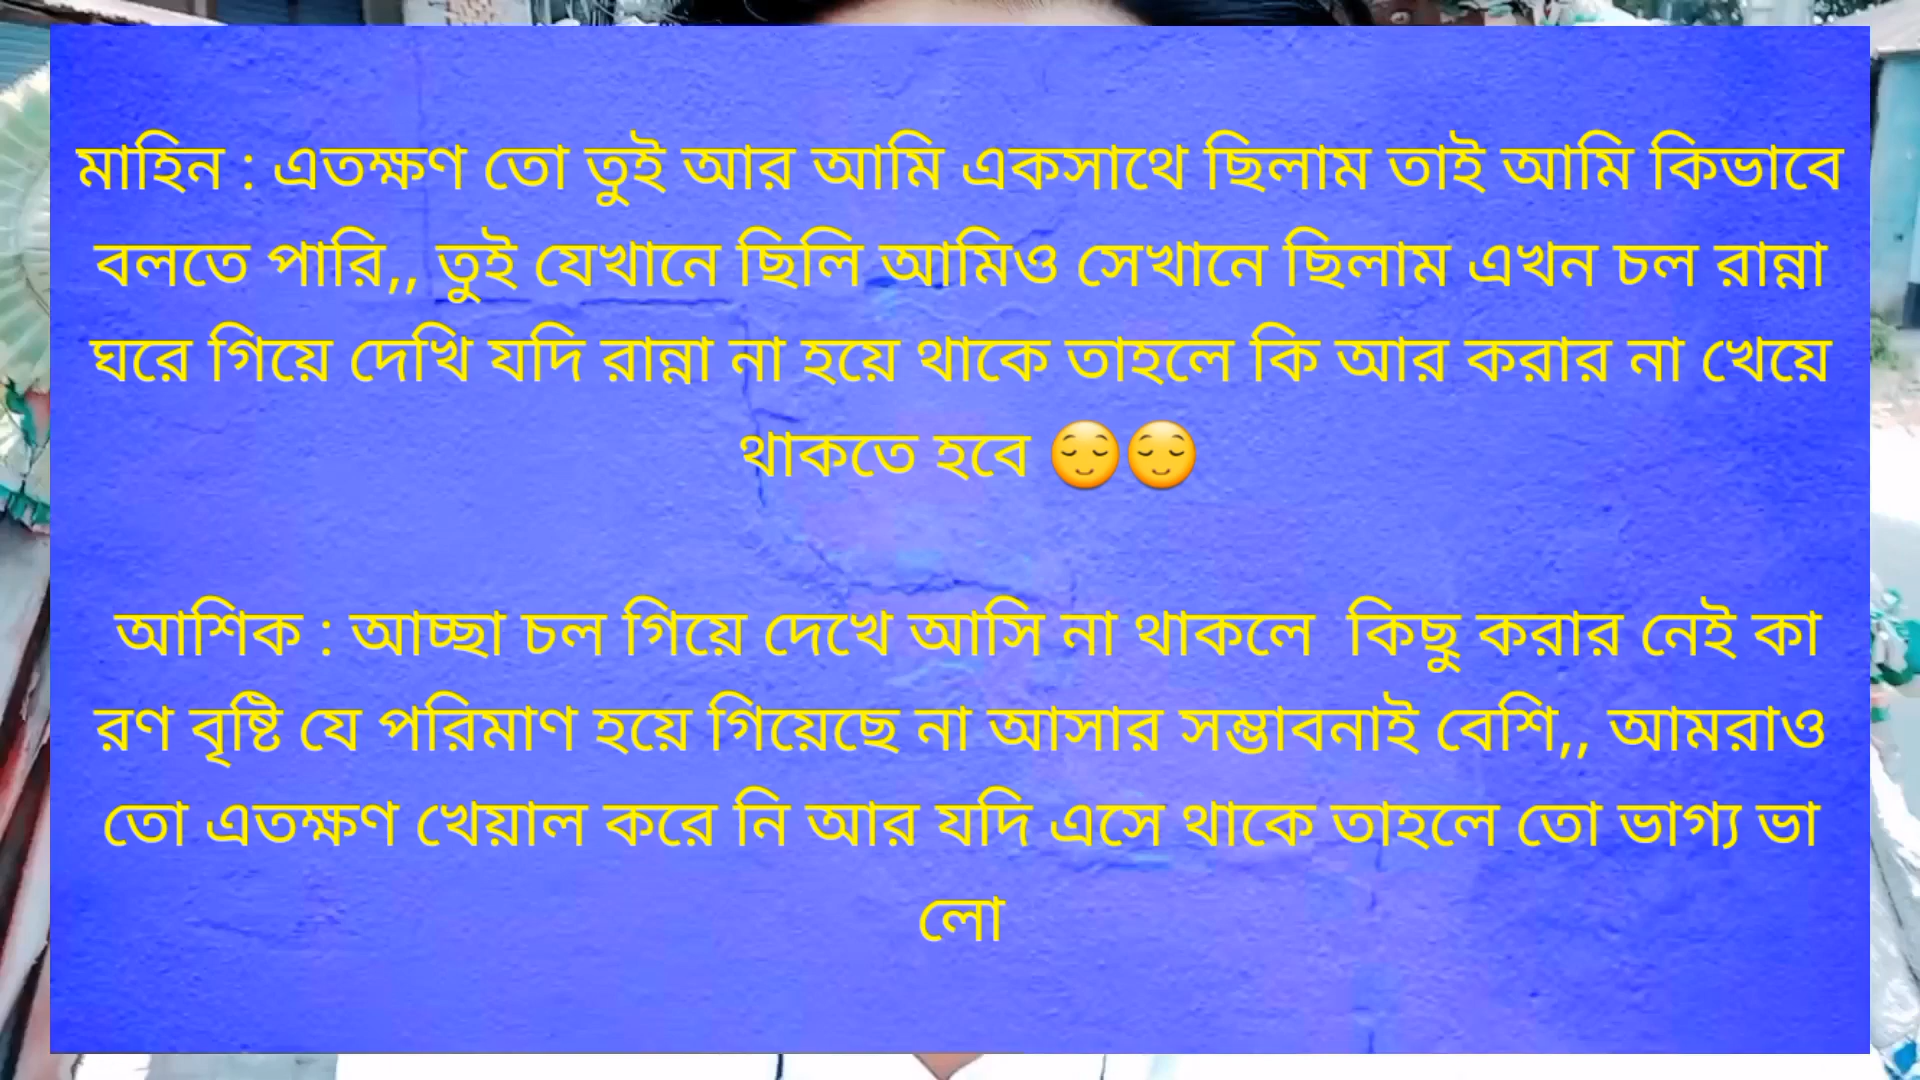 মাহিন : এতক্ষণ তো তুই আর আমি একসাথে ছিলাম তাই আমি কিভাবে
বলতে পারি,, তুই যেখানে ছিলি আমিও সেখানে ছিলাম এখন চল রান্না
ঘরে গিয়ে দেখি যদি রান্না না হয়ে থাকে তাহলে কি আর করার না খেয়ে
থাকতে হবে 😌😌
আশিক : আচ্ছা চল গিয়ে দেখে আসি না থাকলে  কিছু করার নেই কা
রণ বৃষ্টি যে পরিমাণ হয়ে গিয়েছে না আসার সম্ভাবনাই বেশি,, আমরাও
তো এতক্ষণ খেয়াল করে নি আর যদি এসে থাকে তাহলে তো ভাগ্য ভা
লো